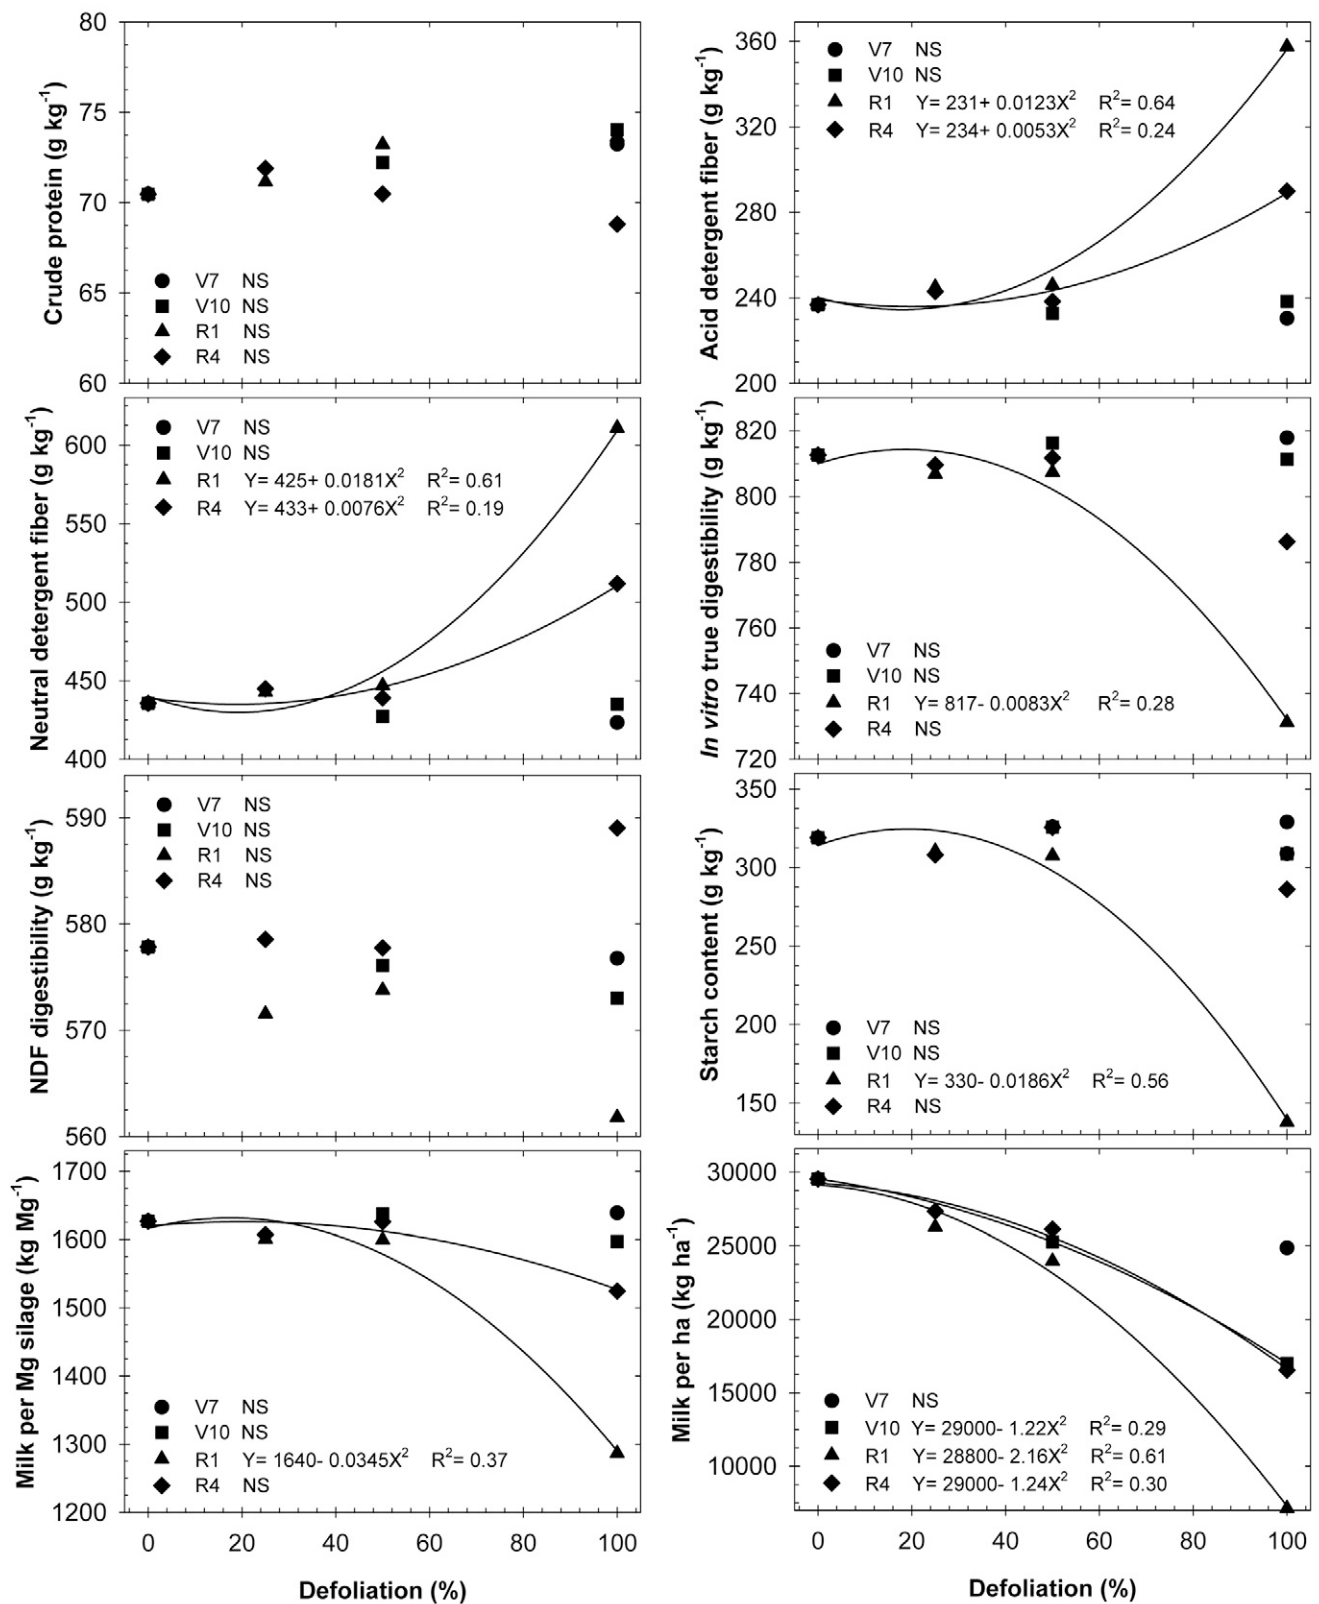 80
75
70
65
60
Crude protein (g kg⁻¹)
V7 NS
V10 NS
R1 NS
R4 NS
360
320
280
240
200
Acid detergent fiber (g kg⁻¹)
V7 NS
V10 NS
R1 Y= 231+ 0.0123X² R²= 0.64
R4 Y= 234+ 0.0053X² R²= 0.24
600
550
500
450
400
Neutral detergent fiber (g kg⁻¹)
V7 NS
V10 NS
R1 Y= 425+ 0.0181X² R²= 0.61
R4 Y= 433+ 0.0076X² R²= 0.19
820
800
780
760
740
720
In vitro true digestibility (g kg⁻¹)
V7 NS
V10 NS
R1 Y= 817- 0.0083X² R²= 0.28
R4 NS
590
580
570
560
NDF digestibility (g kg⁻¹)
V7 NS
V10 NS
R1 NS
R4 NS
350
300
250
200
150
Starch content (g kg⁻¹)
V7 NS
V10 NS
R1 Y= 330- 0.0186X² R²= 0.56
R4 NS
1700
1600
1500
1400
1300
1200
Milk per Mg silage (kg Mg⁻¹)
V7 NS
V10 NS
R1 Y= 1640- 0.0345X² R²= 0.37
R4 NS
0 20 40 60 80 100
Defoliation (%)
30000
25000
20000
15000
10000
Milk per ha (kg ha⁻¹)
V7 NS
V10 Y= 29000- 1.22X² R²= 0.29
R1 Y= 28800- 2.16X² R²= 0.61
R4 Y= 29000- 1.24X² R²= 0.30
0 20 40 60 80 100
Defoliation (%)